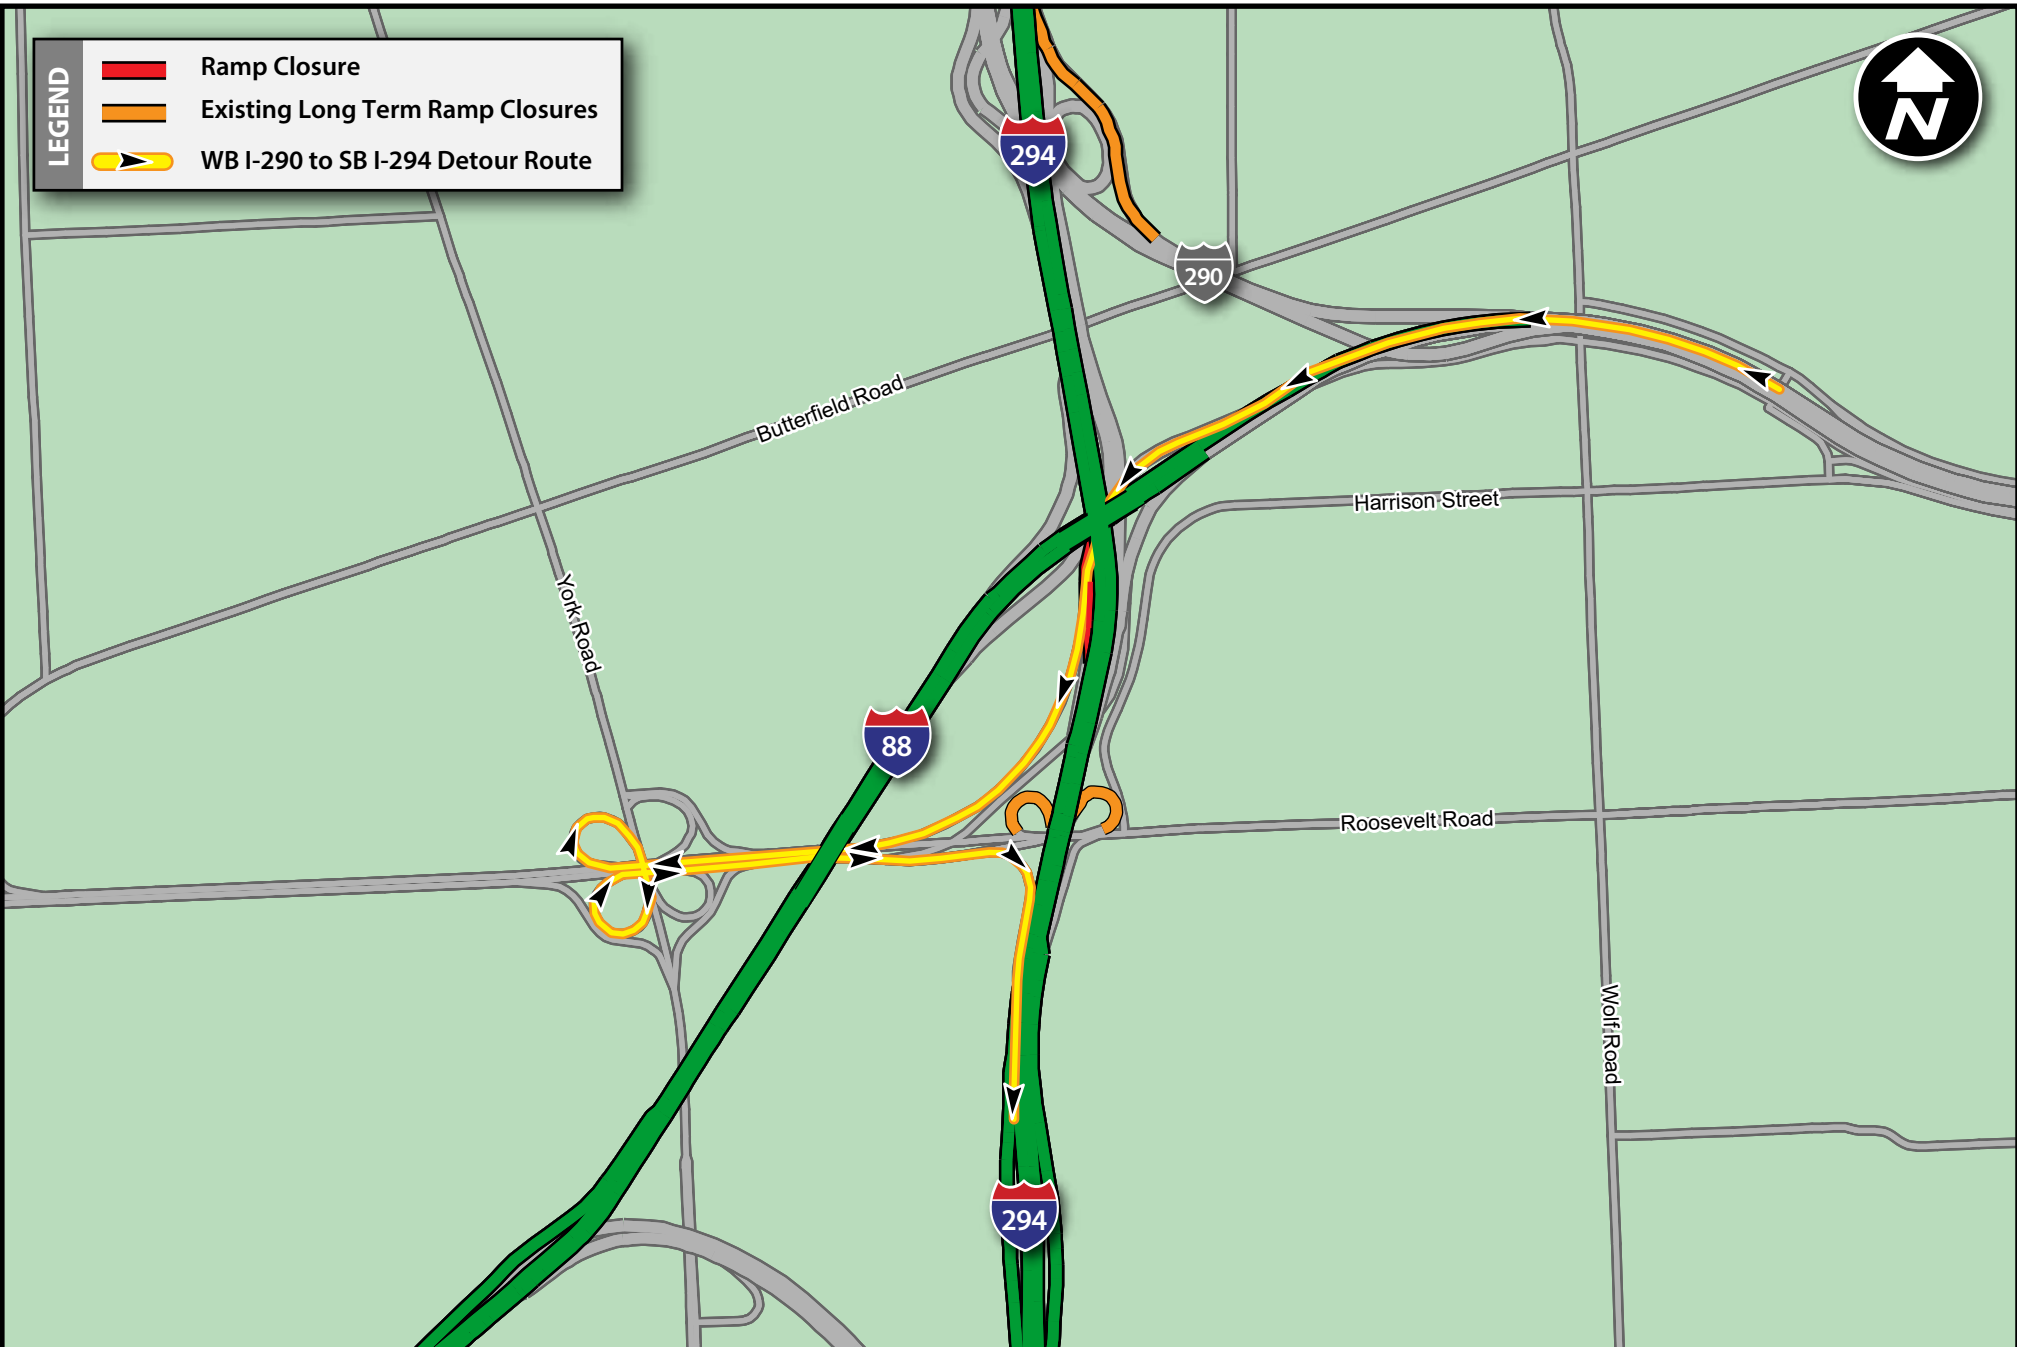 LEGEND
Ramp Closure
Existing Long Term Ramp Closures
WB I-290 to SB I-294 Detour Route
N
294
290
Butterfield Road
Harrison Street
York Road
88
Roosevelt Road
Wolf Road
294